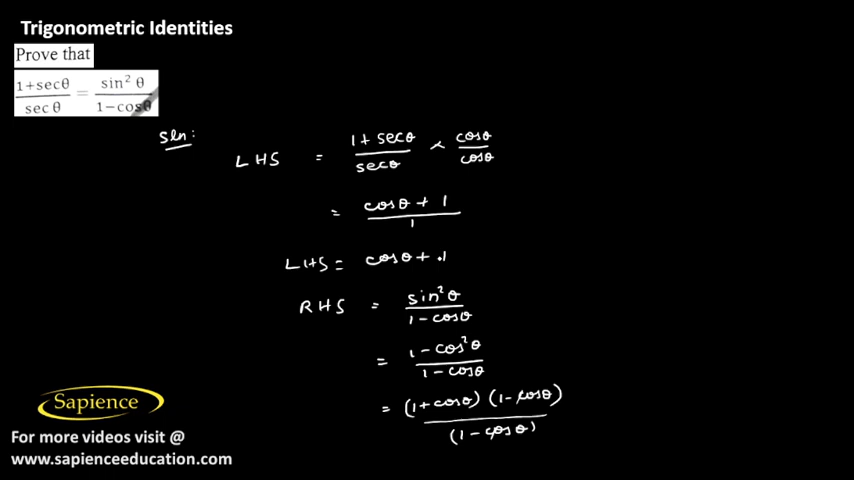 Trigonometric Identities
Prove that
1+secθ / sec θ = sin² θ / 1−cosθ
Sln:
LHS = 1 + secθ / secθ × cosθ / cosθ
= cosθ + 1 / 1
LHS = cosθ + 1
RHS = sin²θ / 1 − cosθ
= 1 − cos²θ / 1 − cosθ
= (1+cosθ) (1−cosθ) / (1−cosθ)
Sapience
For more videos visit @
www.sapienceeducation.com